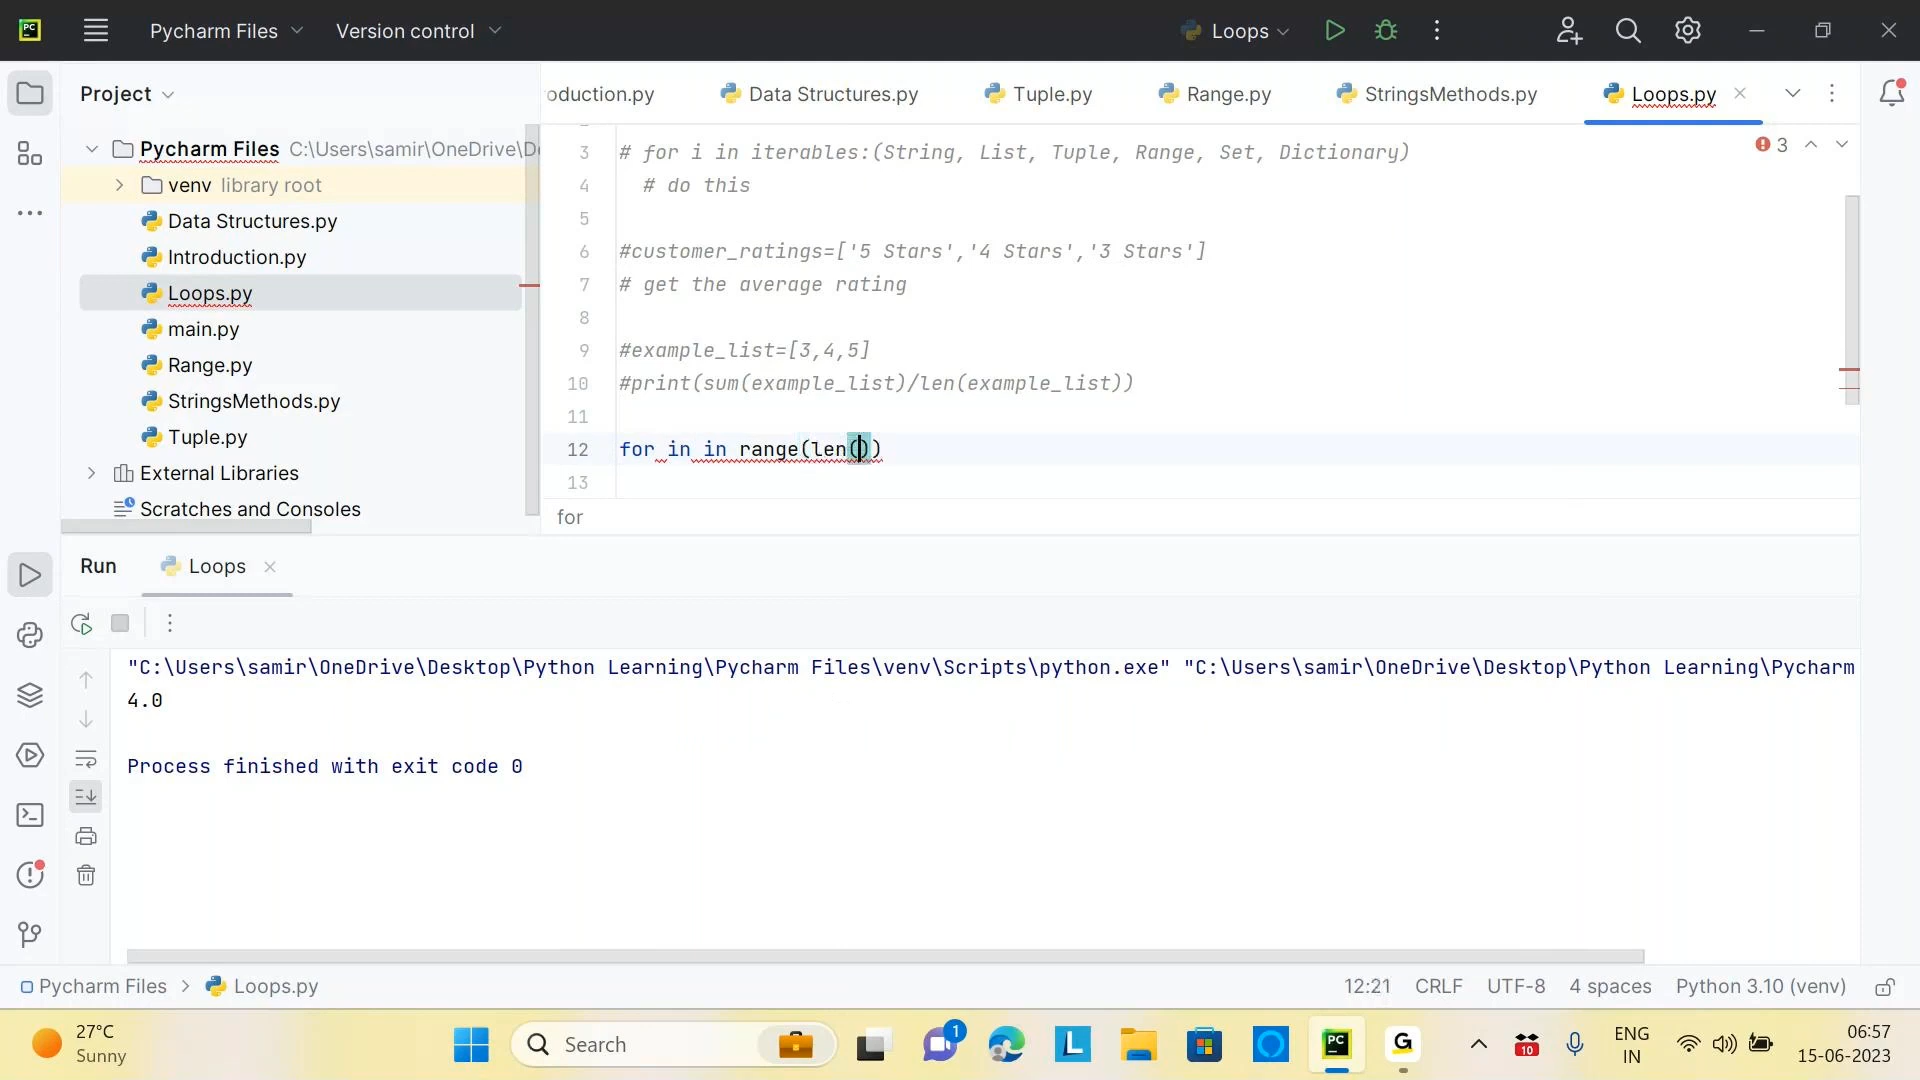 PC
Pycharm Files
Version control
Loops
Project
oduction.py
Data Structures.py
Tuple.py
Range.py
StringsMethods.py
Loops.py
Pycharm Files C:\Users\samir\OneDrive\De
venv library root
Data Structures.py
Introduction.py
Loops.py
main.py
Range.py
StringsMethods.py
Tuple.py
External Libraries
Scratches and Consoles
3 # for i in iterables:(String, List, Tuple, Range, Set, Dictionary)
3
4 # do this
5
6 #customer_ratings=['5 Stars','4 Stars','3 Stars']
7 # get the average rating
8
9 #example_list=[3,4,5]
10 #print(sum(example_list)/len(example_list))
11
12 for in in range(len())
13
for
Run
Loops
"C:\Users\samir\OneDrive\Desktop\Python Learning\Pycharm Files\venv\Scripts\python.exe" "C:\Users\samir\OneDrive\Desktop\Python Learning\Pycharm
4.0
Process finished with exit code 0
Pycharm Files > Loops.py
12:21 CRLF UTF-8 4 spaces Python 3.10 (venv)
27°C
Sunny
Search
1
L
PC
G
10
ENG
IN
06:57
15-06-2023